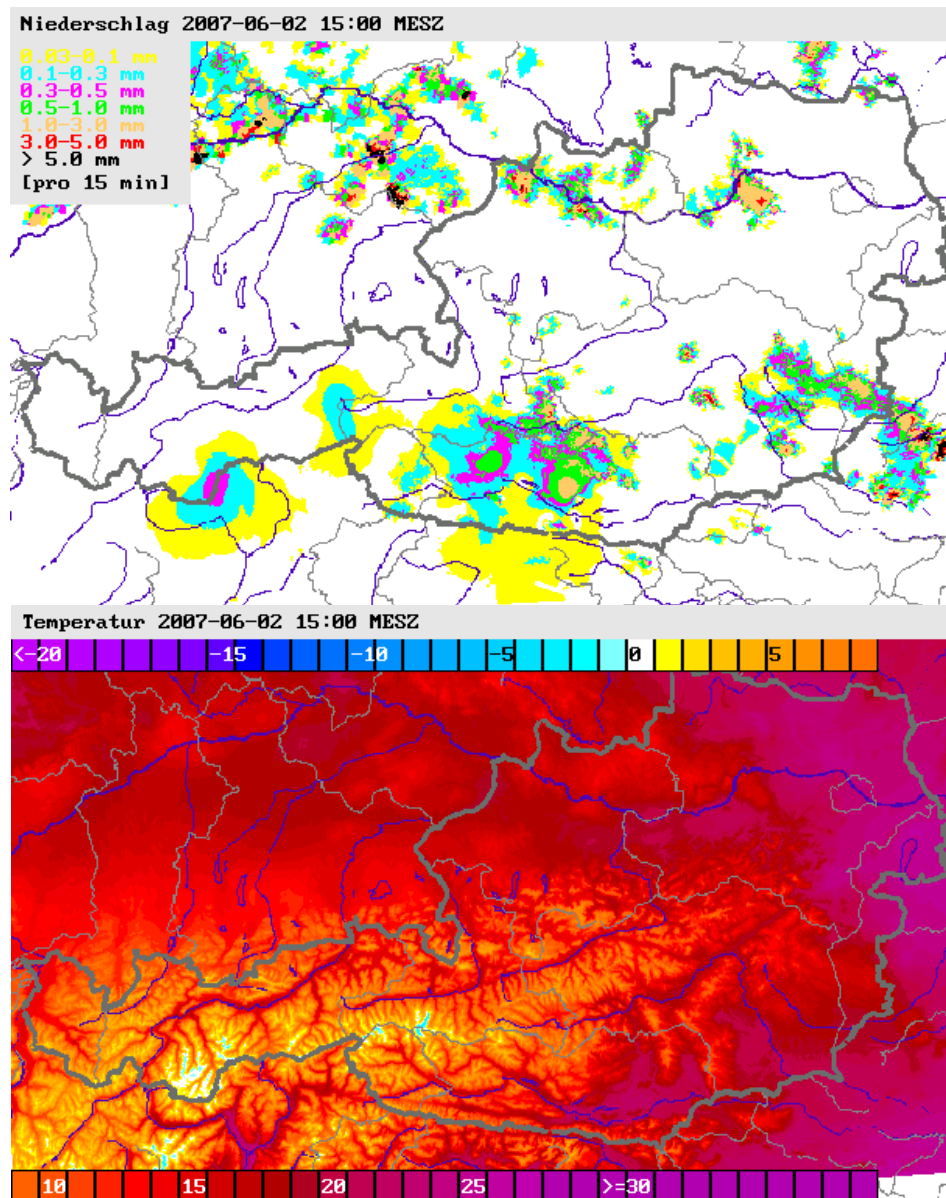 Niederschlag 2007-06-02 15:00 MESZ
0.03-0.1 mm
0.1-0.3 mm
0.3-0.5 mm
0.5-1.0 mm
1.0-3.0 mm
3.0-5.0 mm
> 5.0 mm
[pro 15 min]
Temperatur 2007-06-02 15:00 MESZ
<-20 -15 -10 -5 0 5
10 15 20 25 >=30